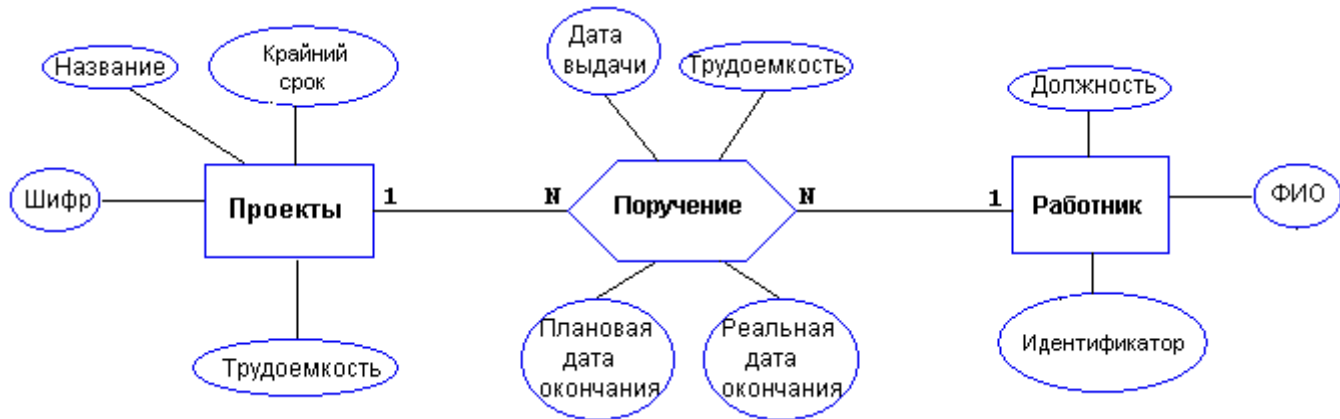 Название
Крайний
срок
Дата
выдачи
Трудоемкость
Должность
Шифр
Проекты
1
N
Поручение
N
1
Работник
ФИО
Трудоемкость
Плановая
дата
окончания
Реальная
дата
окончания
Идентификатор